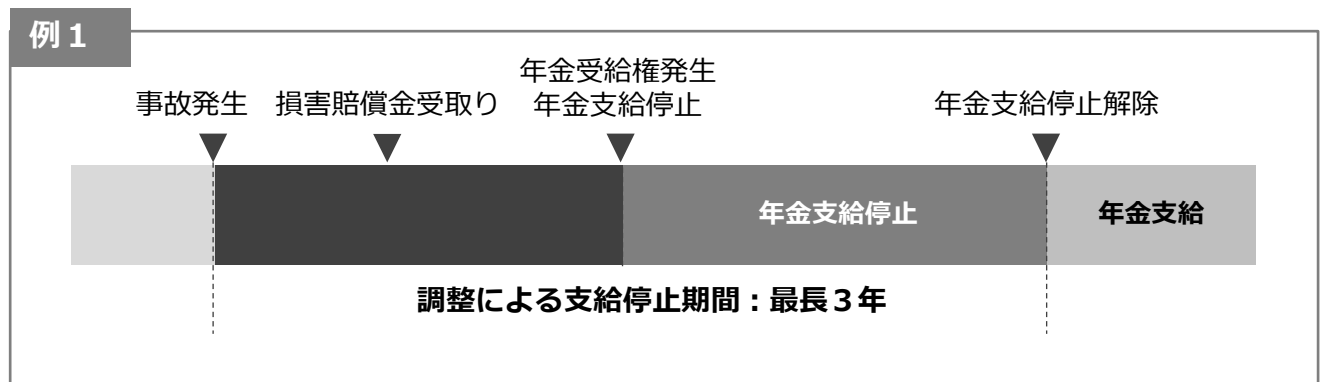 例1
年金受給権発生
事故発生 損害賠償金受取り 年金支給停止 年金支給停止解除
年金支給停止 年金支給
調整による支給停止期間：最長３年